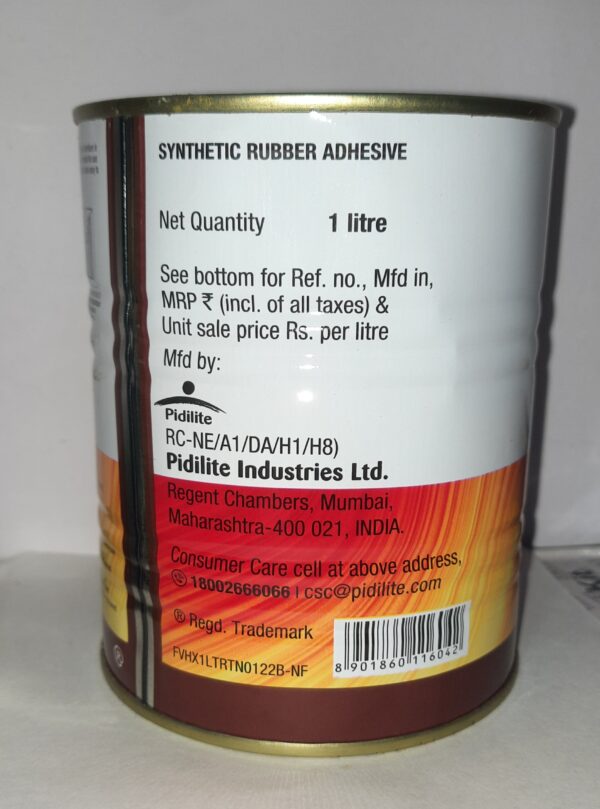 SYNTHETIC RUBBER ADHESIVE
Net Quantity 1 litre
See bottom for Ref. no., Mfd in,
MRP ₹ (incl. of all taxes) &
Unit sale price Rs. per litre
Mfd by:
Pidilite
RC-NE/A1/DA/H1/H8)
Pidilite Industries Ltd.
Regent Chambers, Mumbai,
Maharashtra-400 021, INDIA.
Consumer Care cell at above address,
18002666066 | csc@pidilite.com
® Regd. Trademark
FVHX1LTRTN0122B-NF
8 901860 116042